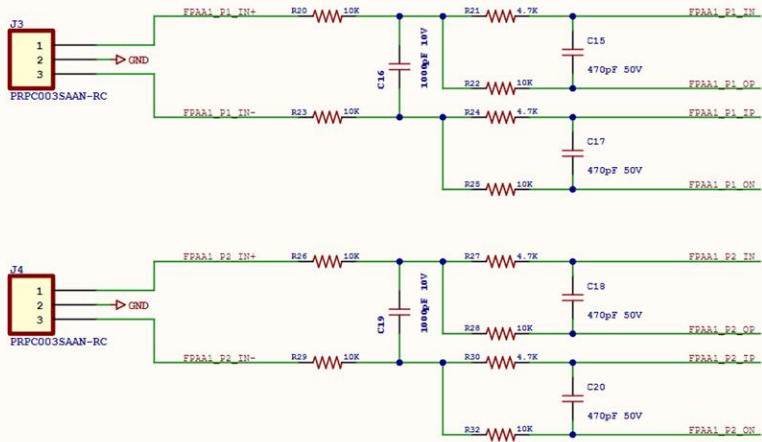 J3
1
2
3
GND
PRPC003SAAN-RC
FPAA1_P1_IN+
R20
10K
C16
1000pF 10V
R21
4.7K
FPAA1_P1_IN
C15
470pF 50V
R22
10K
FPAA1_P1_OP
FPAA1_P1_IN-
R23
10K
R24
4.7K
FPAA1_P1_IP
C17
470pF 50V
R25
10K
FPAA1_P1_ON
J4
1
2
3
GND
PRPC003SAAN-RC
FPAA1_P2_IN+
R26
10K
C19
1000pF 10V
R27
4.7K
FPAA1_P2_IN
C18
470pF 50V
R28
10K
FPAA1_P2_OP
FPAA1_P2_IN-
R29
10K
R30
4.7K
FPAA1_P2_IP
C20
470pF 50V
R32
10K
FPAA1_P2_ON